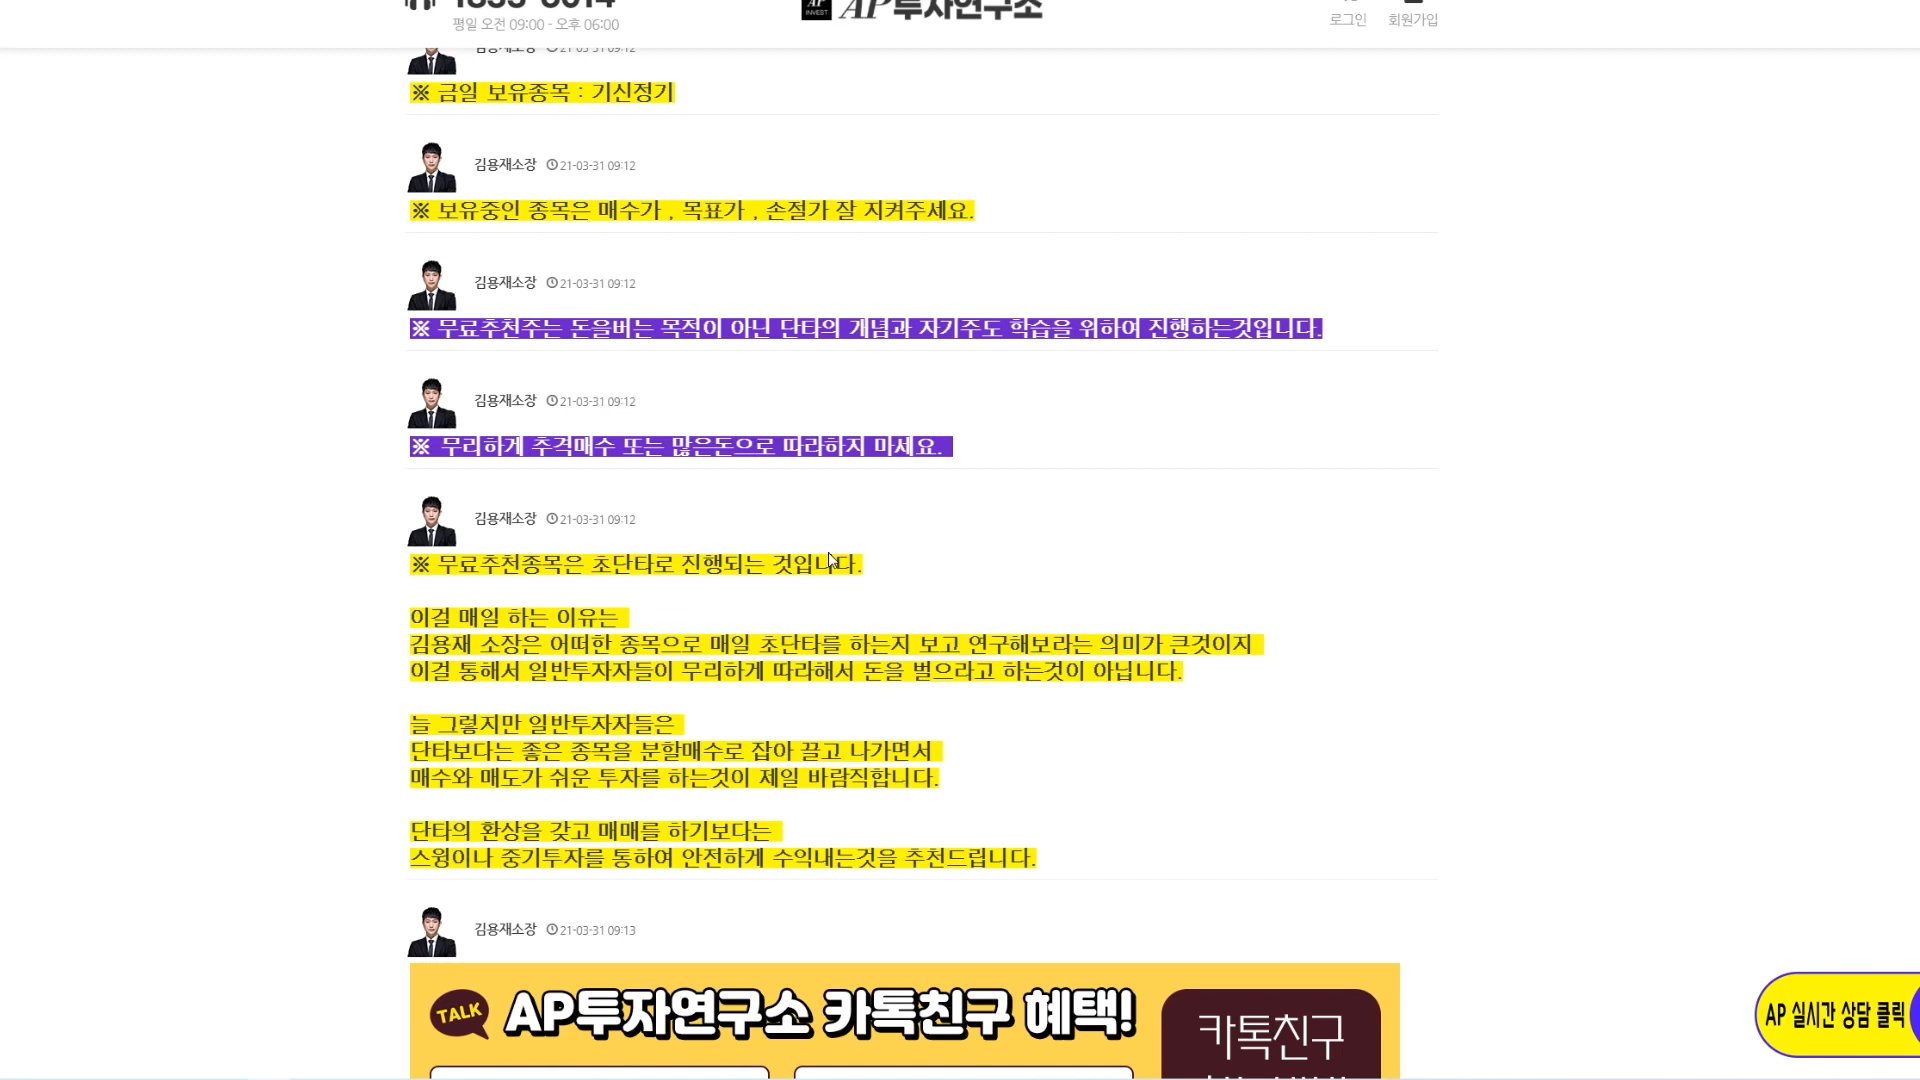 평일 오전 09:00 - 오후 06:00
AP INVEST AP투자연구소
로그인 회원가입
김용재소장 21-03-31 09:12
※ 금일 보유종목 : 기신정기
김용재소장 21-03-31 09:12
※ 보유중인 종목은 매수가 , 목표가 , 손절가 잘 지켜주세요.
김용재소장 21-03-31 09:12
※ 무료추천주는 돈을버는 목적이 아닌 단타의 개념과 자기주도 학습을 위하여 진행하는것입니다.
김용재소장 21-03-31 09:12
※ 무리하게 추격매수 또는 많은돈으로 따라하지 마세요.
김용재소장 21-03-31 09:12
※ 무료추천종목은 초단타로 진행되는 것입니다.
이걸 매일 하는 이유는
김용재 소장은 어떠한 종목으로 매일 초단타를 하는지 보고 연구해보라는 의미가 큰것이지
이걸 통해서 일반투자자들이 무리하게 따라해서 돈을 벌으라고 하는것이 아닙니다.
늘 그렇지만 일반투자자들은
단타보다는 좋은 종목을 분할매수로 잡아 끌고 나가면서
매수와 매도가 쉬운 투자를 하는것이 제일 바람직합니다.
단타의 환상을 갖고 매매를 하기보다는
스윙이나 중기투자를 통하여 안전하게 수익내는것을 추천드립니다.
김용재소장 21-03-31 09:13
TALK AP투자연구소 카톡친구 혜택!
카톡친구
AP 실시간 상담 클릭